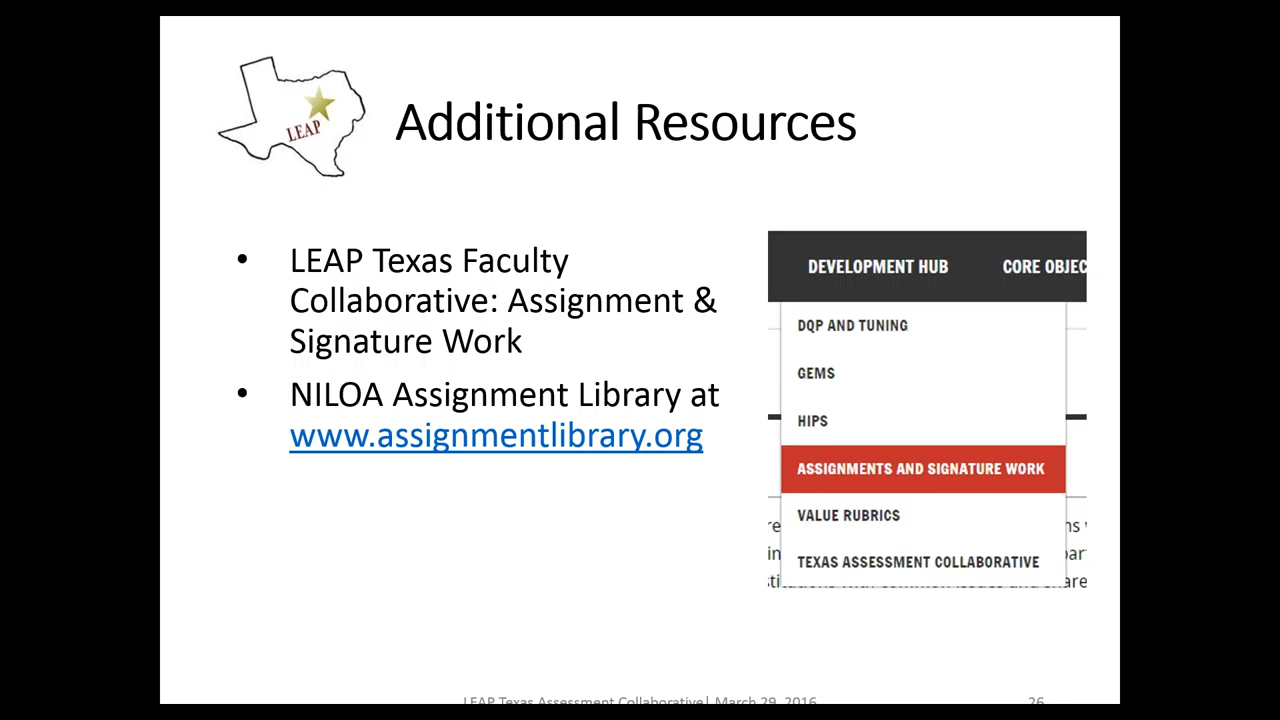 LEAP
Additional Resources
• LEAP Texas Faculty
Collaborative: Assignment &
Signature Work
• NILOA Assignment Library at
www.assignmentlibrary.org
DEVELOPMENT HUB CORE OBJEC
DQP AND TUNING
GEMS
HIPS
ASSIGNMENTS AND SIGNATURE WORK
VALUE RUBRICS
TEXAS ASSESSMENT COLLABORATIVE
LEAP Texas Assessment Collaborative| March 29, 2016 26